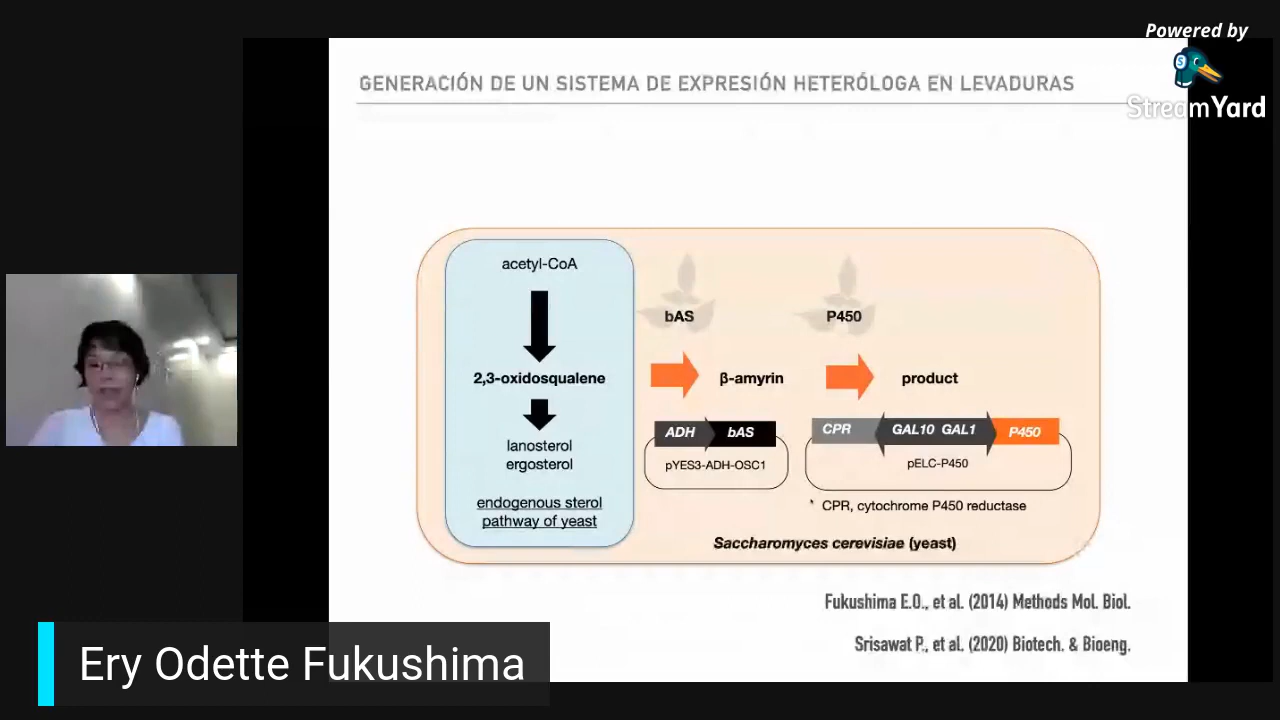 Powered by
StreamYard
GENERACIÓN DE UN SISTEMA DE EXPRESIÓN HETERÓLOGA EN LEVADURAS
acetyl-CoA
2,3-oxidosqualene
lanosterol
ergosterol
endogenous sterol
pathway of yeast
bAS
β-amyrin
ADH bAS
pYES3-ADH-OSC1
P450
product
CPR GAL10 GAL1 P450
pELC-P450
* CPR, cytochrome P450 reductase
Saccharomyces cerevisiae (yeast)
Fukushima E.O., et al. (2014) Methods Mol. Biol.
Srisawat P., et al. (2020) Biotech. & Bioeng.
Ery Odette Fukushima